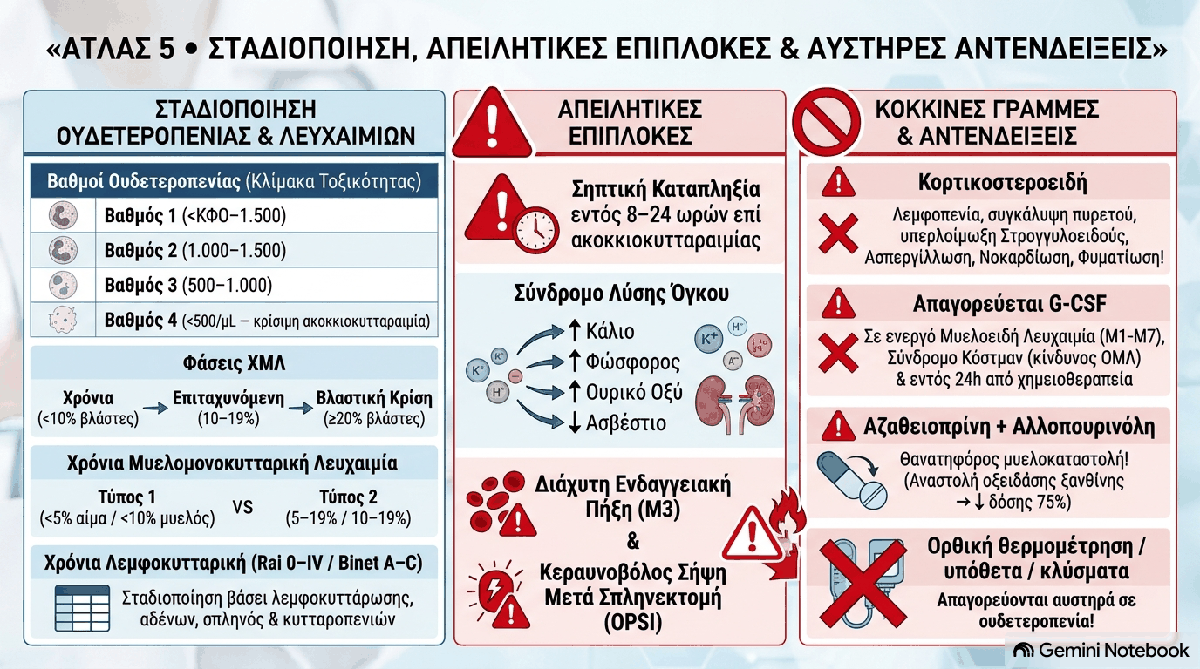 «ΑΤΛΑΣ 5 • ΣΤΑΔΙΟΠΟΙΗΣΗ, ΑΠΕΙΛΗΤΙΚΕΣ ΕΠΙΠΛΟΚΕΣ & ΑΥΣΤΗΡΕΣ ΑΝΤΕΝΔΕΙΞΕΙΣ»
ΣΤΑΔΙΟΠΟΙΗΣΗ
ΟΥΔΕΤΕΡΟΠΕΝΙΑΣ & ΛΕΥΧΑΙΜΙΩΝ
Βαθμοί Ουδετεροπενίας (Κλίμακα Τοξικότητας)
Βαθμός 1 (<ΚΦΟ–1.500)
Βαθμός 2 (1.000–1.500)
Βαθμός 3 (500–1.000)
Βαθμός 4 (<500/μL – κρίσιμη ακοκκιοκυτταραιμία)
Φάσεις ΧΜΛ
Χρόνια
(<10% βλάστες)
Επιταχυνόμενη
(10–19%)
Βλαστική Κρίση
(≥20% βλάστες)
Χρόνια Μυελομονοκυτταρική Λευχαιμία
Τύπος 1
(<5% αίμα / <10% μυελός)
VS
Τύπος 2
(5–19% / 10–19%)
Χρόνια Λεμφοκυτταρική (Rai 0–IV / Binet A–C)
Σταδιοποίηση βάσει λεμφοκυττάρωσης,
αδένων, σπληνός & κυτταροπενιών
ΑΠΕΙΛΗΤΙΚΕΣ
ΕΠΙΠΛΟΚΕΣ
Σηπτική Καταπληξία
εντός 8–24 ωρών επί
ακοκκιοκυτταραιμίας
Σύνδρομο Λύσης Όγκου
K⁺
K⁺
H⁺
↑ Κάλιο
↑ Φώσφορος
↑ Ουρικό Οξύ
↓ Ασβέστιο
K⁺
H⁺
Διάχυτη Ενδαγγειακή
Πήξη (M3)
&
Κεραυνοβόλος Σήψη
Μετά Σπληνεκτομή
(OPSI)
ΚΟΚΚΙΝΕΣ ΓΡΑΜΜΕΣ
& ΑΝΤΕΝΔΕΙΞΕΙΣ
Κορτικοστεροειδή
Λεμφοπενία, συγκάλυψη πυρετού,
υπερλοίμωξη Στρογγυλοειδούς,
Ασπεργίλλωση, Νοκαρδίωση, Φυματίωση!
Απαγορεύεται G-CSF
Σε ενεργό Μυελοειδή Λευχαιμία (M1-M7),
Σύνδρομο Κόστμαν (κίνδυνος ΟΜΛ)
& εντός 24h από χημειοθεραπεία
Αζαθειοπρίνη + Αλλοπουρινόλη
Θανατηφόρος μυελοκαταστολή!
(Αναστολή οξειδάσης ξανθίνης
→ ↓ δόσης 75%)
Ορθική θερμομέτρηση /
υπόθετα / κλύσματα
Απαγορεύονται αυστηρά σε
ουδετεροπενία!
Gemini Notebook